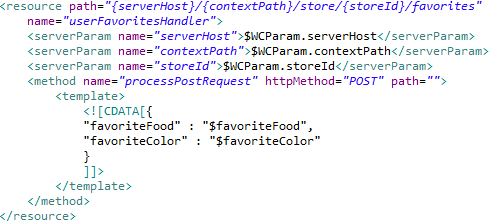 <resource path="{serverHost}/{contextPath}/store/{storeId}/favorites"
name="userFavoritesHandler">
<serverParam name="serverHost">$WCParam.serverHost</serverParam>
<serverParam name="contextPath">$WCParam.contextPath</serverParam>
<serverParam name="storeId">$WCParam.storeId</serverParam>
<method name="processPostRequest" httpMethod="POST" path="">
<template>
<![CDATA[{
"favoriteFood" : "$favoriteFood",
"favoriteColor" : "$favoriteColor"
}
]]>
</template>
</method>
</resource>